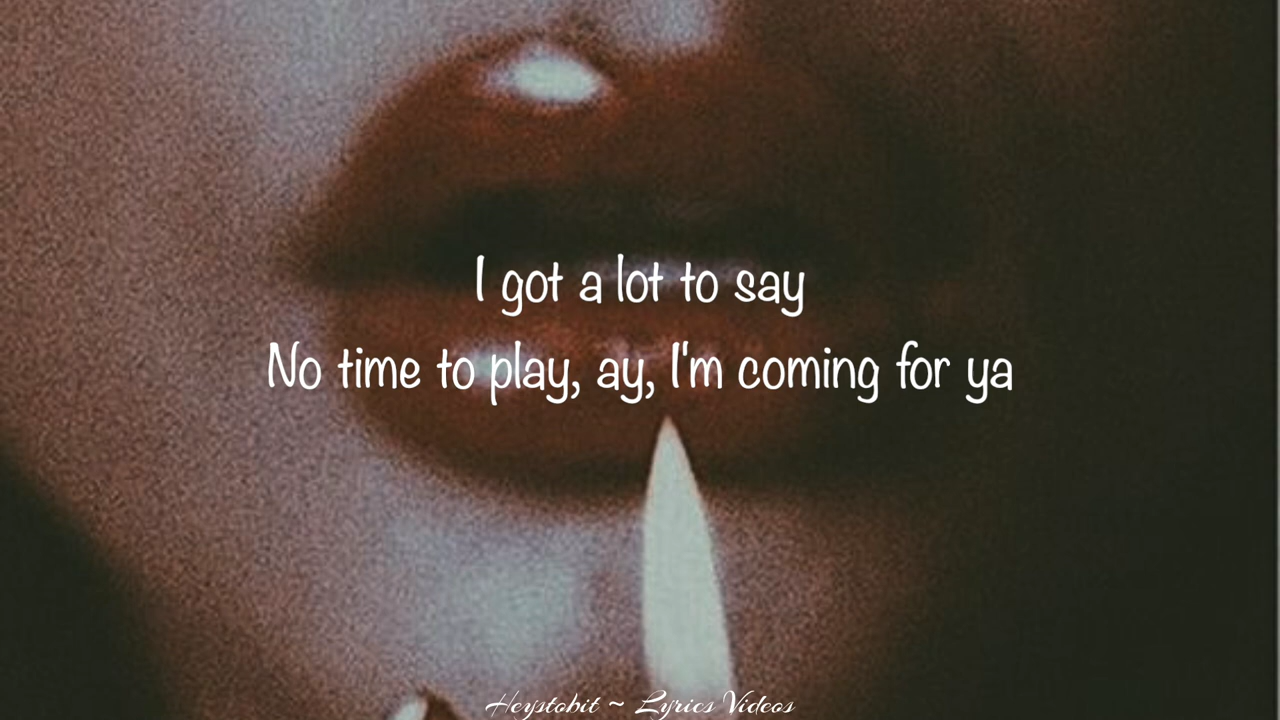 I got a lot to say
No time to play, ay, I'm coming for ya
Heystobit ~ Lyrics Videos